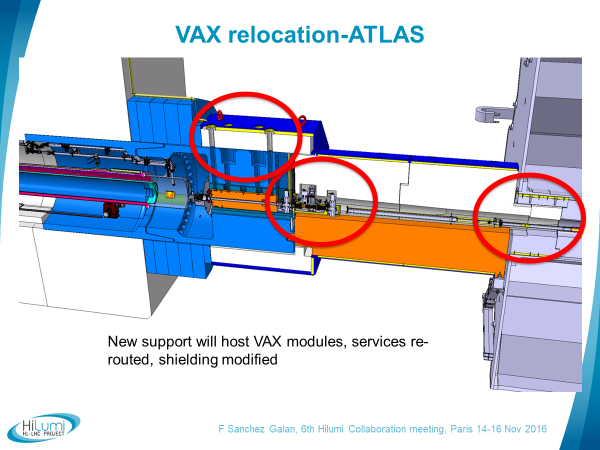 VAX relocation-ATLAS
New support will host VAX modules, services re-
routed, shielding modified
HiLumi
HL-LHC PROJECT
F Sanchez Galan, 6th Hilumi Collaboration meeting, Paris 14-16 Nov 2016